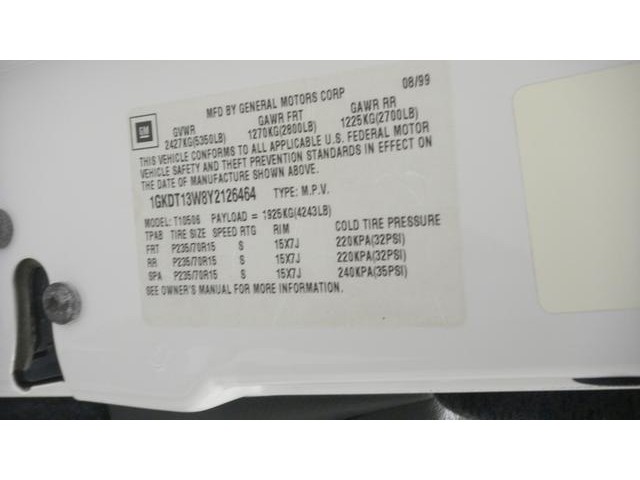 MFD BY GENERAL MOTORS CORP 08/99
GM GVWR GAWR FRT GAWR RR
2427KG(5350LB) 1270KG(2800LB) 1225KG(2700LB)
THIS VEHICLE CONFORMS TO ALL APPLICABLE U.S. FEDERAL MOTOR
VEHICLE SAFETY AND THEFT PREVENTION STANDARDS IN EFFECT ON
THE DATE OF MANUFACTURE SHOWN ABOVE.
1GKDT13W8Y2126464 TYPE: M.P.V.
MODEL: T10506 PAYLOAD = 1925KG(4243LB)
TPAB TIRE SIZE SPEED RTG RIM COLD TIRE PRESSURE
FRT P235/70R15 S 15X7J 220KPA(32PSI)
RR P235/70R15 S 15X7J 220KPA(32PSI)
SPA P235/70R15 S 15X7J 240KPA(35PSI)
SEE OWNER'S MANUAL FOR MORE INFORMATION.